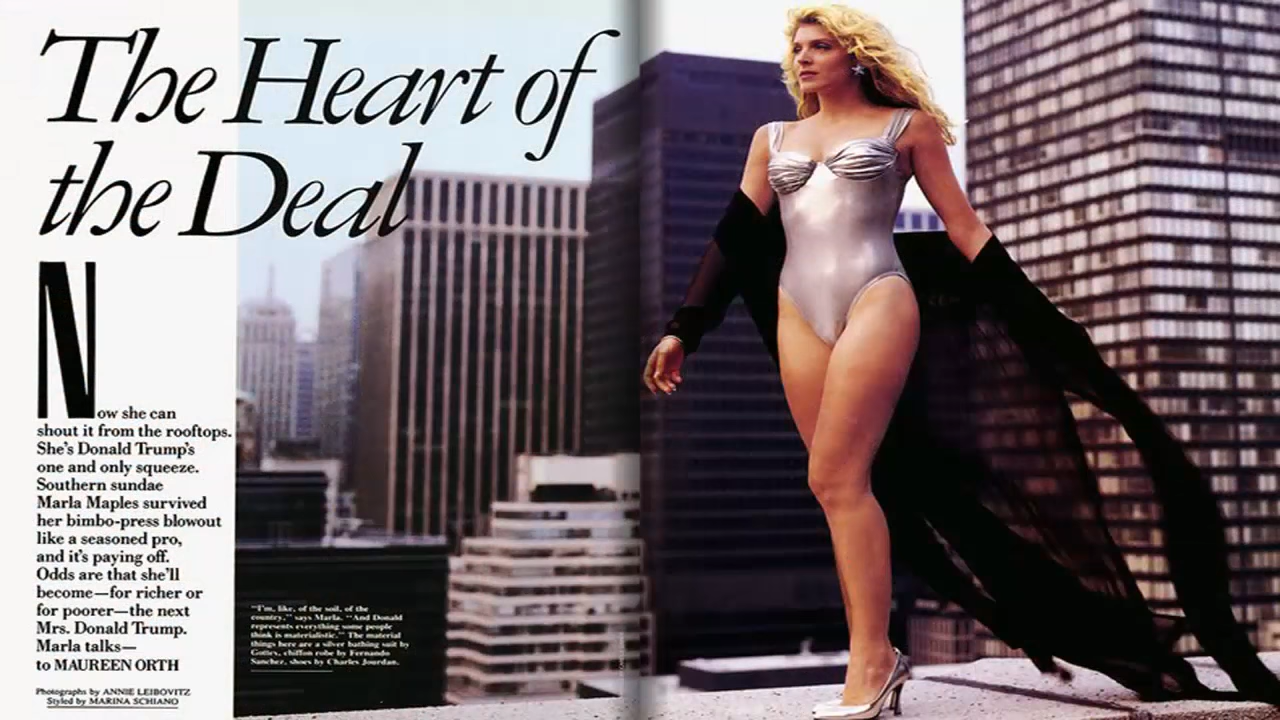 The Heart of
the Deal
Now she can
shout it from the rooftops.
She's Donald Trump's
one and only squeeze.
Southern sundae
Marla Maples survived
her bimbo-press blowout
like a seasoned pro,
and it's paying off.
Odds are that she'll
become—for richer or
for poorer—the next
Mrs. Donald Trump.
Marla talks—
to MAUREEN ORTH
Photographs by ANNIE LEIBOVITZ
Styled by MARINA SCHIANO
"I'm, like, of the soil, of the
country," says Marla. "And Donald
represents everything some people
think is materialistic." The material
things here are a silver bathing suit by
Gottex, chiffon robe by Fernando
Sanchez, shoes by Charles Jourdan.